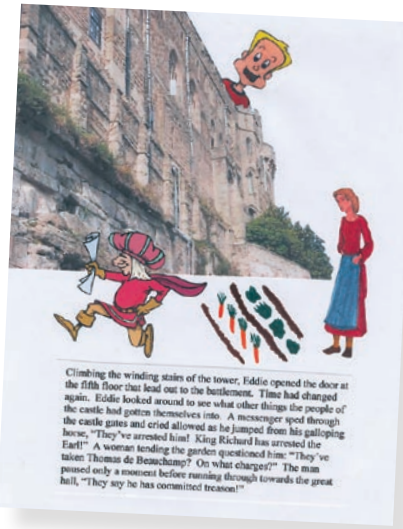 Climbing the winding stairs of the tower, Eddie opened the door at
the fifth floor that lead out to the battlement. Time had changed
again. Eddie looked around to see what other things the people of
the castle had gotten themselves into. A messenger sped through
the castle gates and cried allowed as he jumped from his galloping
horse, "They've arrested him! King Richard has arrested the
Earl!" A woman tending the garden questioned him: "They've
taken Thomas de Beauchamp? On what charges?" The man
paused only a moment before running through towards the great
hall, "They say he has committed treason!"